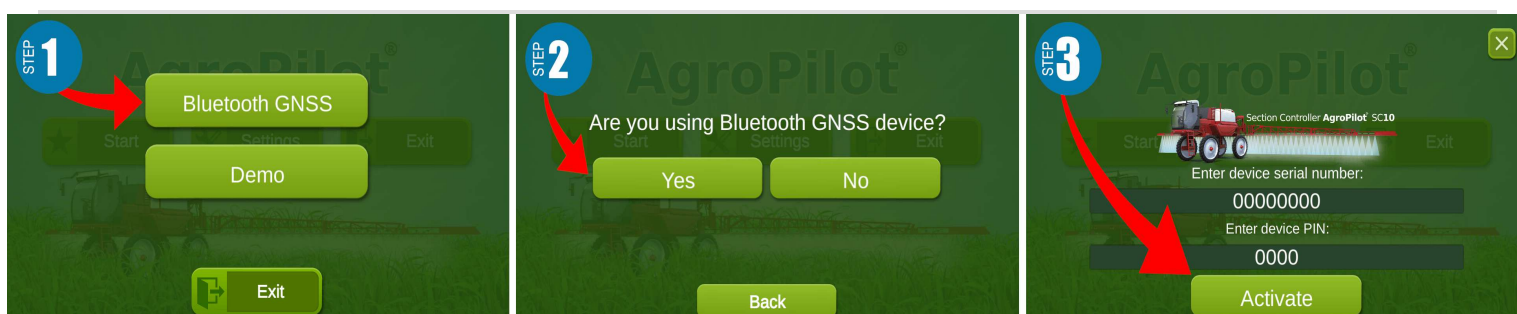 STEP 1
AgroPilot®
Bluetooth GNSS
Start
Settings
Exit
Demo
Exit
STEP 2
AgroPilot®
Are you using Bluetooth GNSS device?
Start
Settings
Exit
Yes
No
Back
STEP 3
AgroPilot®
Section Controller AgroPilot® SC10
Start
Exit
Enter device serial number:
00000000
Enter device PIN:
0000
Activate